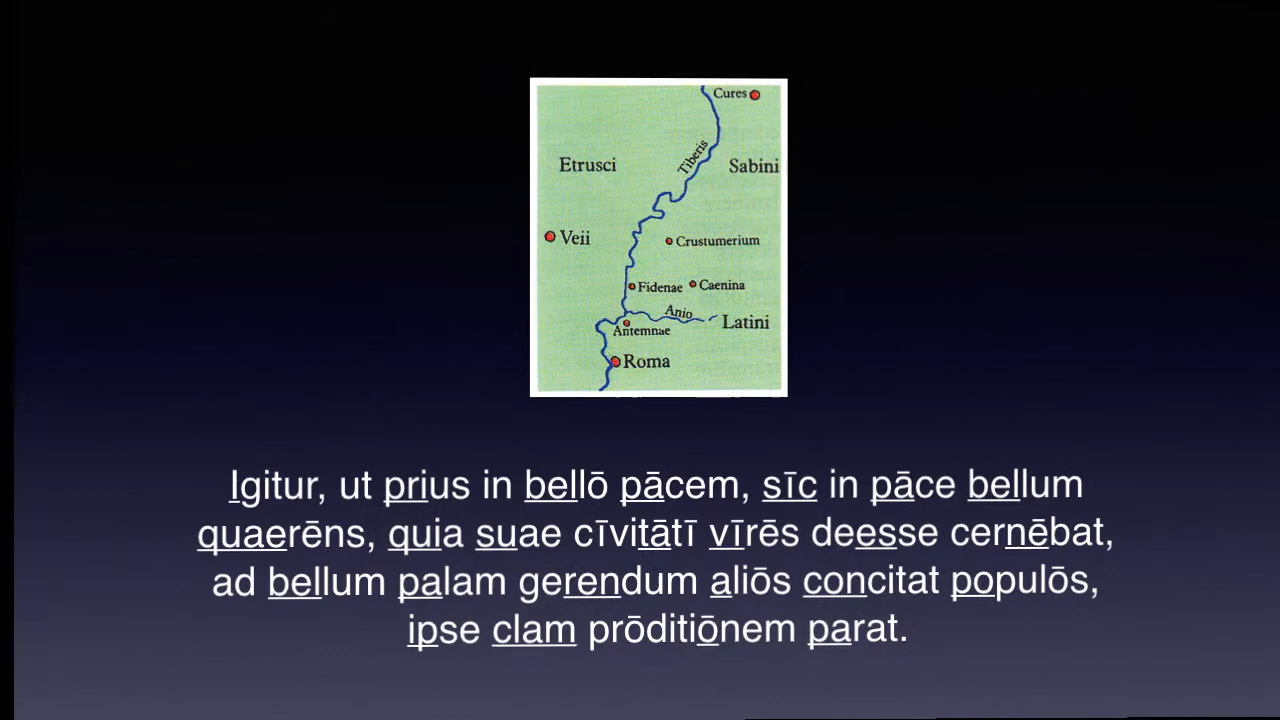 Cures
Tiberis
Etrusci
Sabini
Veii
Crustumerium
Fidenae
Caenina
Anio
Latini
Antemnae
Roma
Igitur, ut prius in bellō pācem, sīc in pāce bellum
quaerēns, quia suae cīvitātī vīrēs deesse cernēbat,
ad bellum palam gerendum aliōs concitat populōs,
ipse clam prōditiōnem parat.